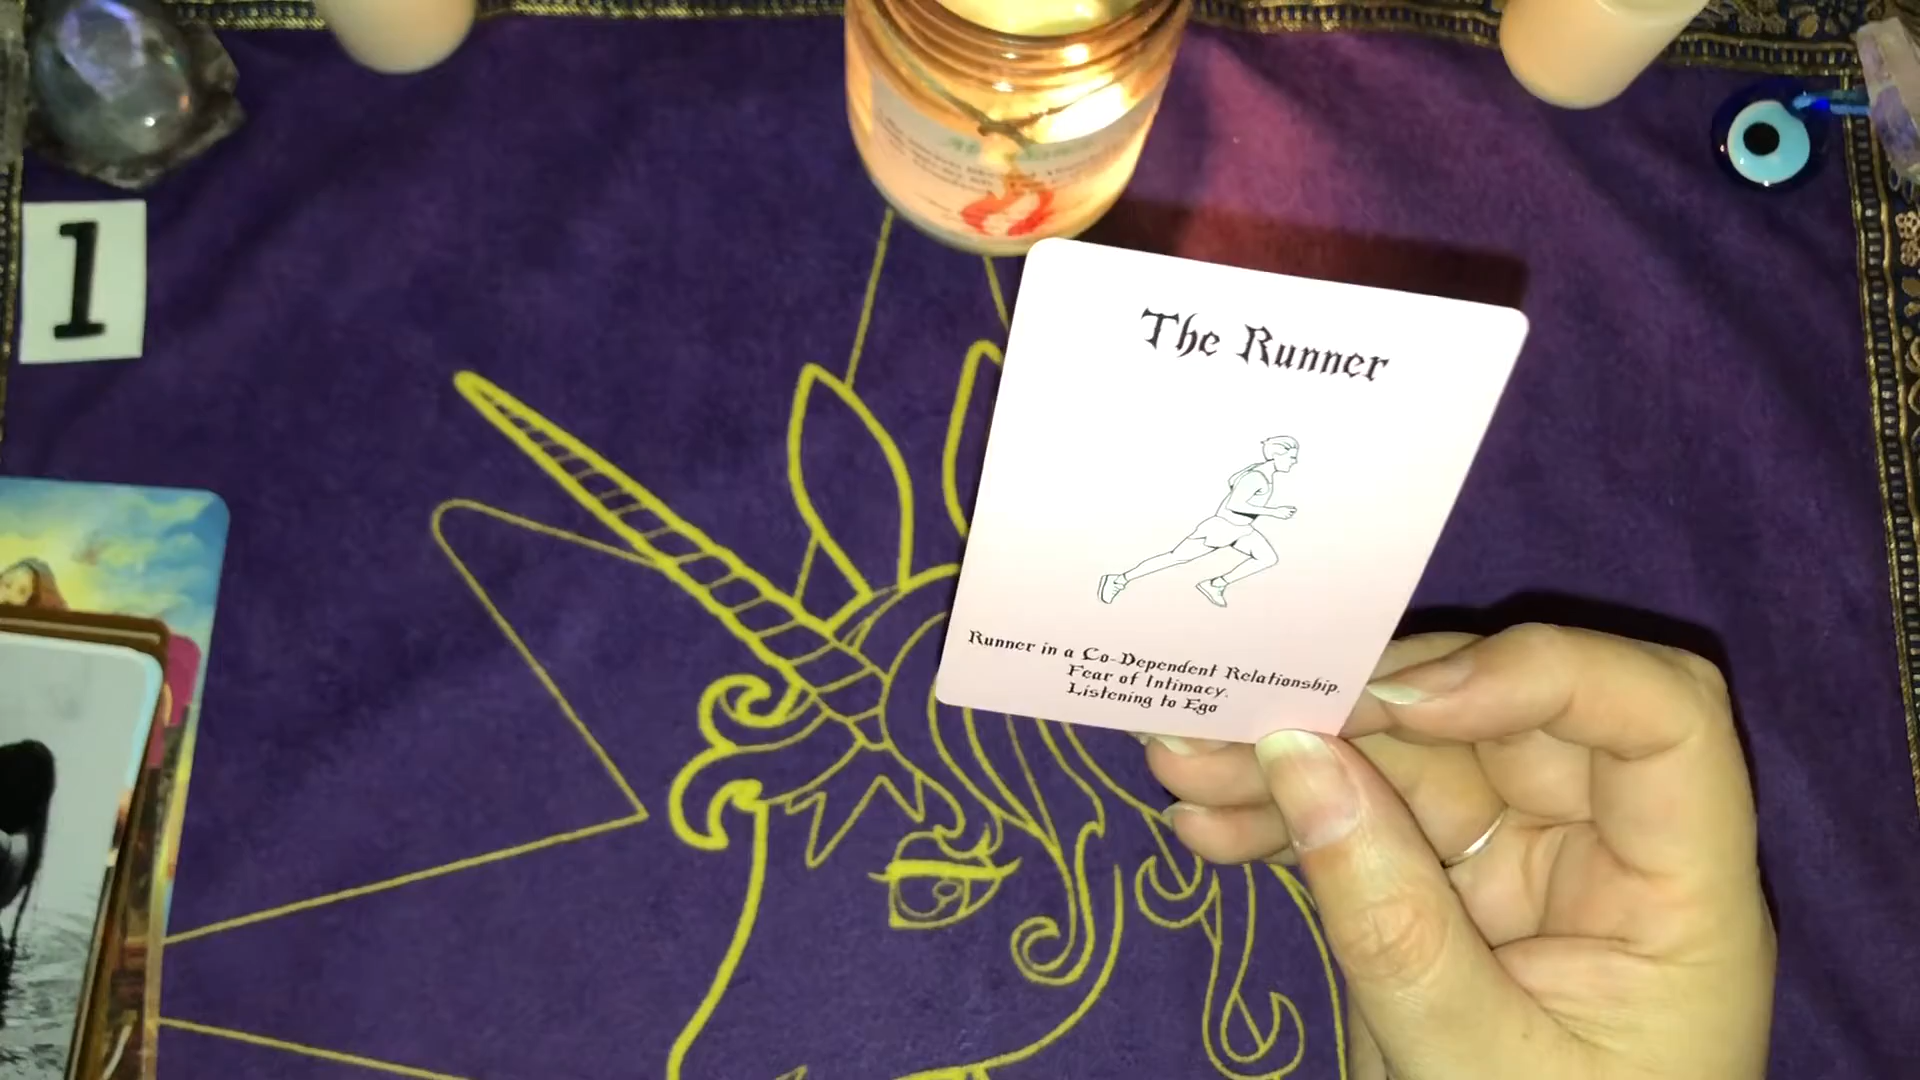 1
The Runner
Runner in a Co-Dependent Relationship.
Fear of Intimacy.
Listening to Ego